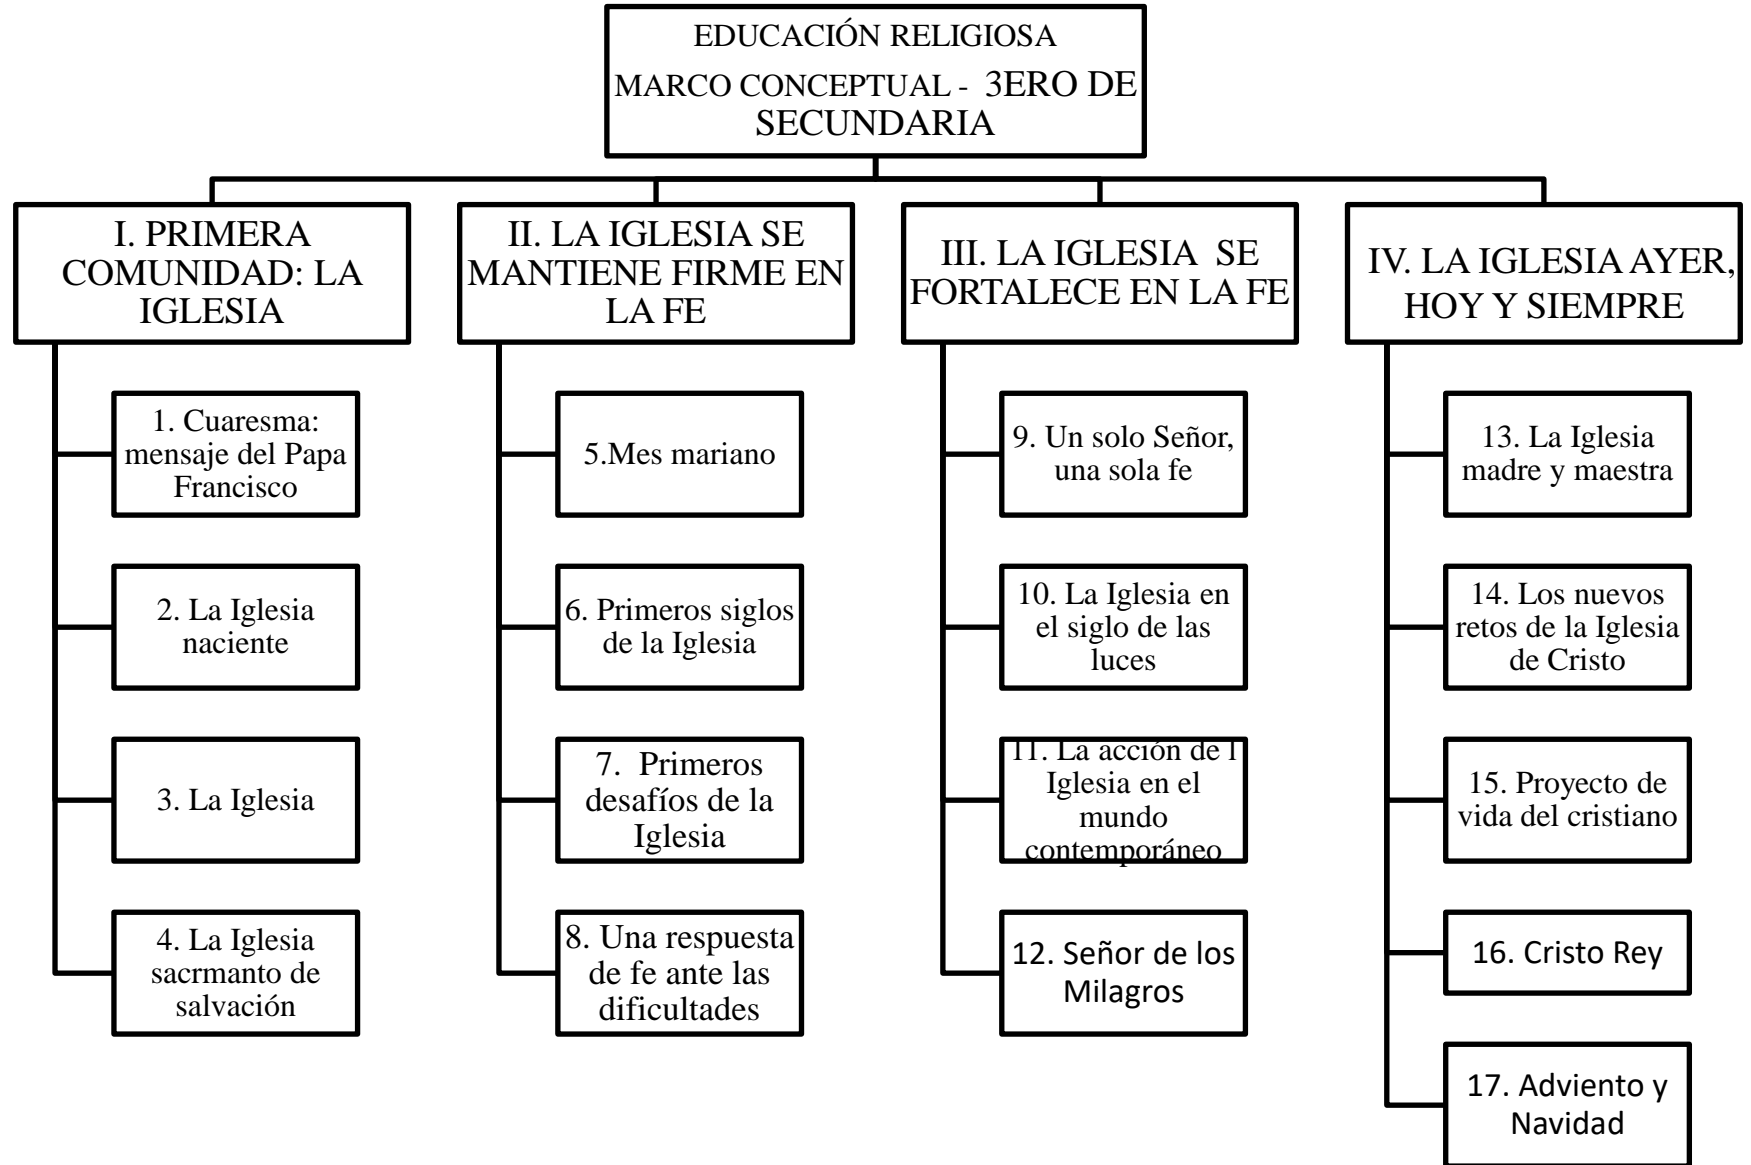 EDUCACIÓN RELIGIOSA
MARCO CONCEPTUAL - 3ERO DE
SECUNDARIA
I. PRIMERA
COMUNIDAD: LA
IGLESIA
1. Cuaresma:
mensaje del Papa
Francisco
2. La Iglesia
naciente
3. La Iglesia
4. La Iglesia
sacrmanto de
salvación
II. LA IGLESIA SE
MANTIENE FIRME EN
LA FE
5.Mes mariano
6. Primeros siglos
de la Iglesia
7. Primeros
desafíos de la
Iglesia
8. Una respuesta
de fe ante las
dificultades
III. LA IGLESIA SE
FORTALECE EN LA FE
9. Un solo Señor,
una sola fe
10. La Iglesia en
el siglo de las
luces
11. La acción de l
Iglesia en el
mundo
contemporáneo
12. Señor de los
Milagros
IV. LA IGLESIA AYER,
HOY Y SIEMPRE
13. La Iglesia
madre y maestra
14. Los nuevos
retos de la Iglesia
de Cristo
15. Proyecto de
vida del cristiano
16. Cristo Rey
17. Adviento y
Navidad